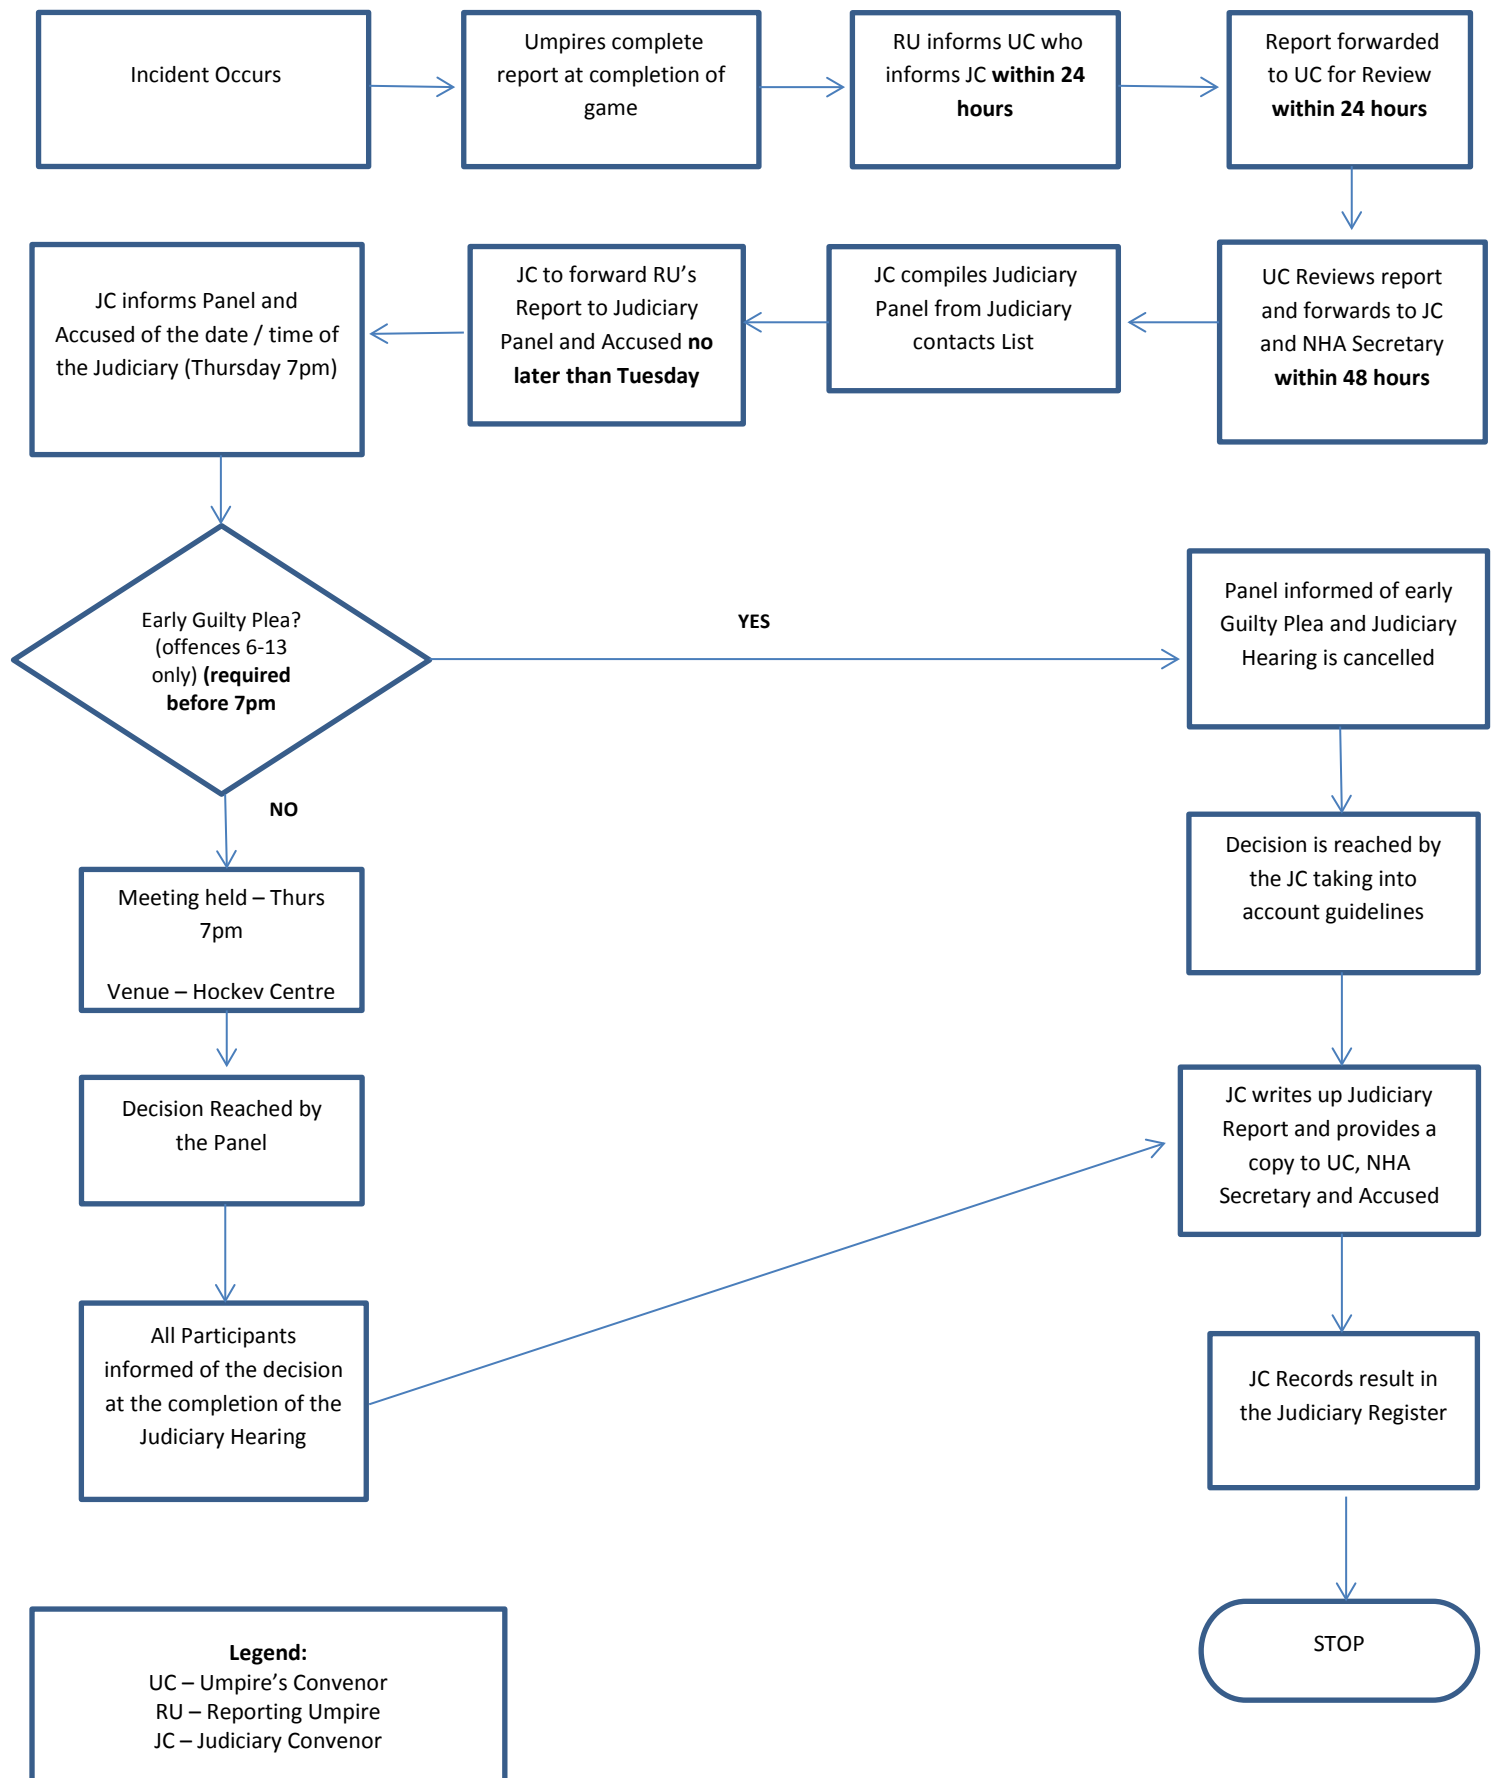 Incident Occurs
Umpires complete
report at completion of
game
RU informs UC who
informs JC within 24
hours
Report forwarded
to UC for Review
within 24 hours
UC Reviews report
and forwards to JC
and NHA Secretary
within 48 hours
JC compiles Judiciary
Panel from Judiciary
contacts List
JC to forward RU’s
Report to Judiciary
Panel and Accused no
later than Tuesday
JC informs Panel and
Accused of the date / time of
the Judiciary (Thursday 7pm)
Early Guilty Plea?
(offences 6-13
only) (required
before 7pm
YES
Panel informed of early
Guilty Plea and Judiciary
Hearing is cancelled
Decision is reached by
the JC taking into
account guidelines
NO
Meeting held – Thurs
7pm
Venue – Hockey Centre
Decision Reached by
the Panel
All Participants
informed of the decision
at the completion of the
Judiciary Hearing
JC writes up Judiciary
Report and provides a
copy to UC, NHA
Secretary and Accused
JC Records result in
the Judiciary Register
STOP
Legend:
UC – Umpire’s Convenor
RU – Reporting Umpire
JC – Judiciary Convenor